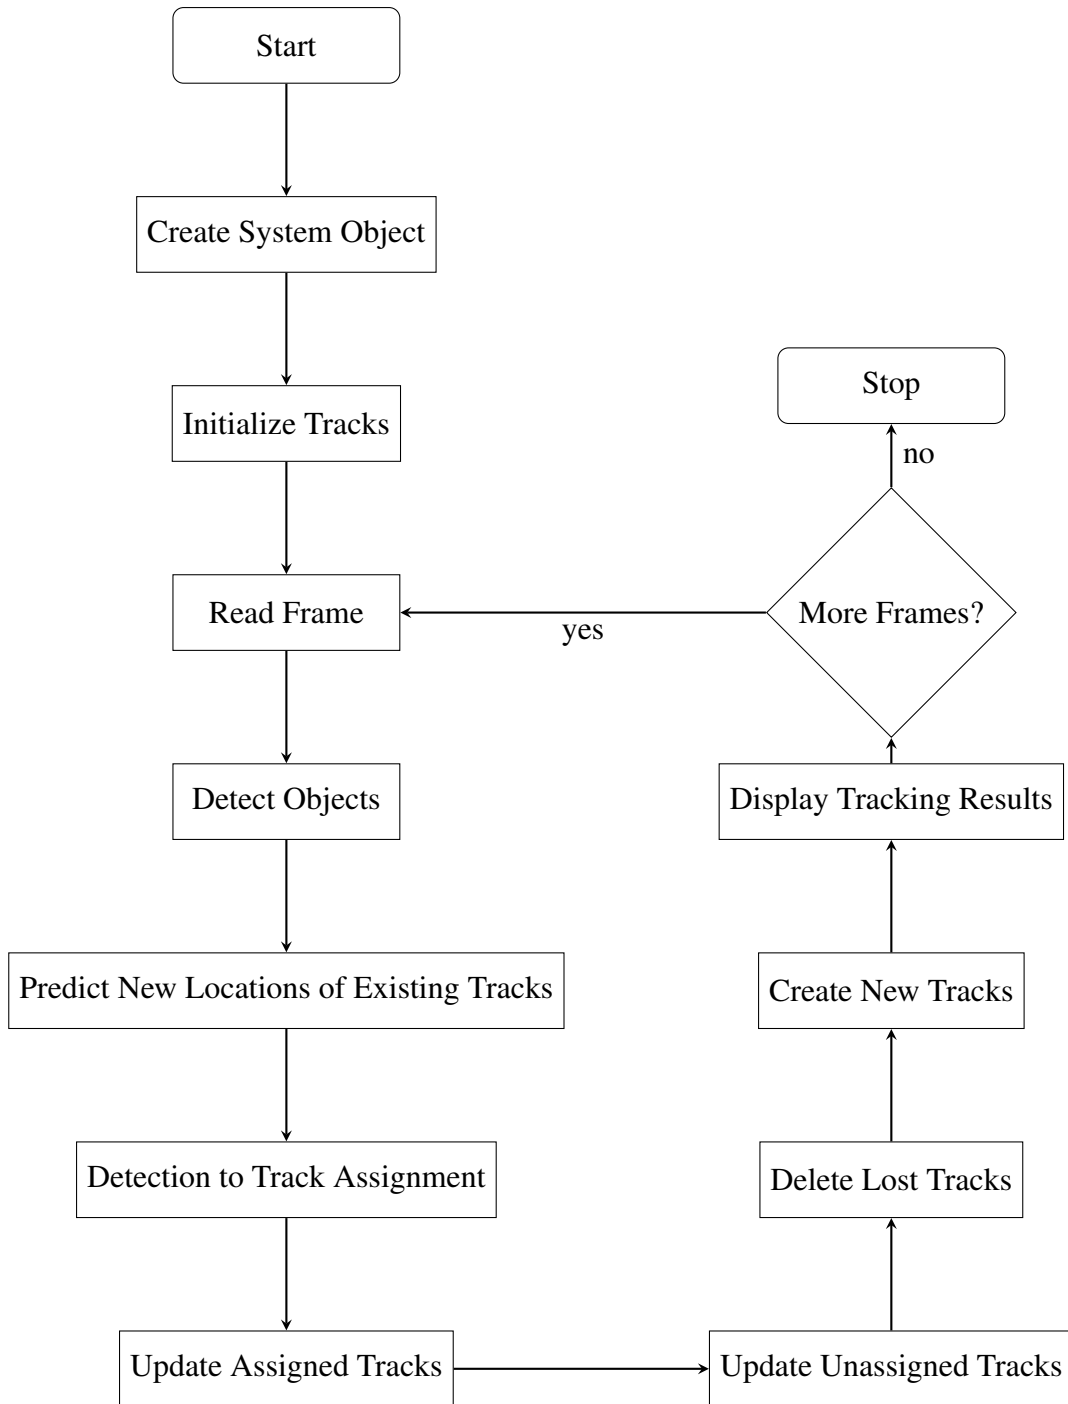 Start
Create System Object
Initialize Tracks
Read Frame
Detect Objects
Predict New Locations of Existing Tracks
Detection to Track Assignment
Update Assigned Tracks
Update Unassigned Tracks
Delete Lost Tracks
Create New Tracks
Display Tracking Results
More Frames?
yes
no
Stop